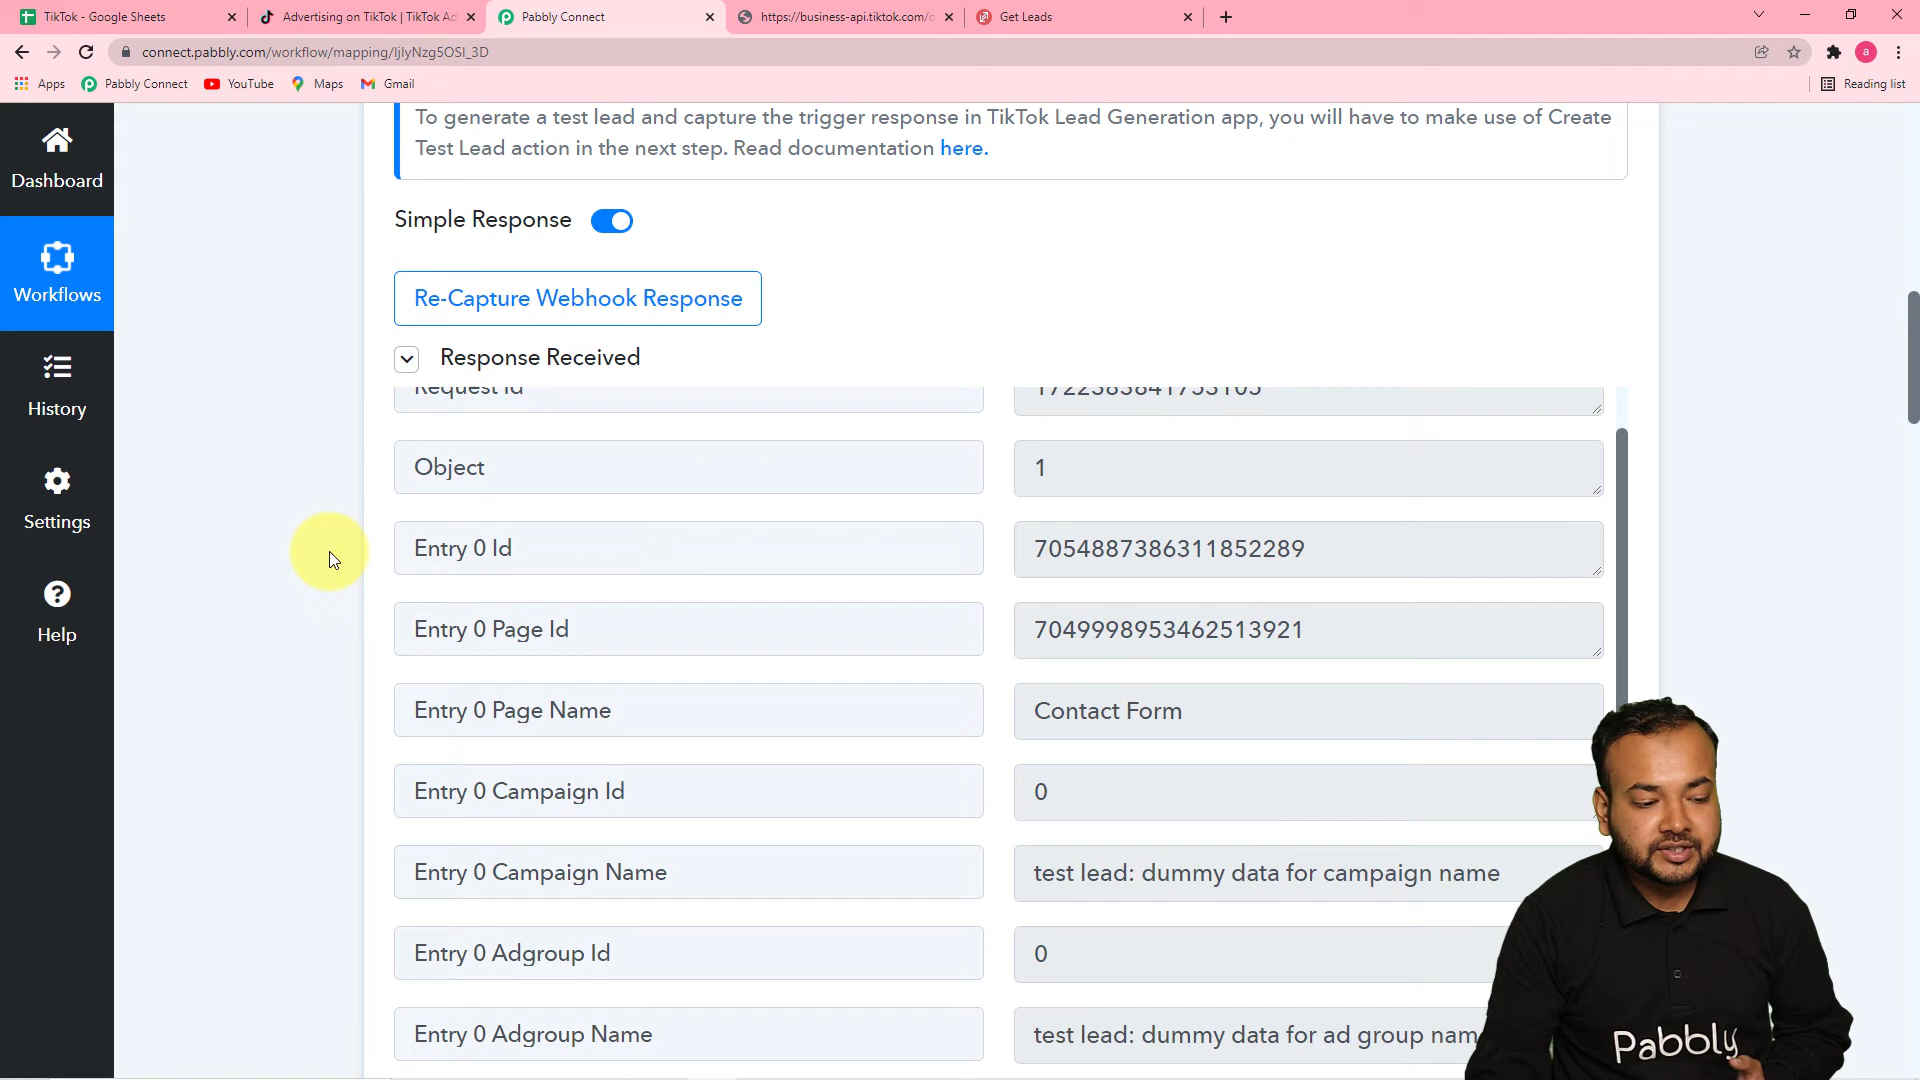 TikTok - Google Sheets
Advertising on TikTok | TikTok Ad
Pabbly Connect
https://business-api.tiktok.com/
Get Leads
connect.pabbly.com/workflow/mapping/IjIyNzg5OSI_3D
a
Apps
Pabbly Connect
YouTube
Maps
Gmail
Reading list
To generate a test lead and capture the trigger response in TikTok Lead Generation app, you will have to make use of Create
Test Lead action in the next step. Read documentation here.
Dashboard
Simple Response
Workflows
Re-Capture Webhook Response
Response Received
History
Request Id
1722383841753105
Object
1
Settings
Entry 0 Id
7054887386311852289
Help
Entry 0 Page Id
7049998953462513921
Entry 0 Page Name
Contact Form
Entry 0 Campaign Id
0
Entry 0 Campaign Name
test lead: dummy data for campaign name
Entry 0 Adgroup Id
0
Entry 0 Adgroup Name
test lead: dummy data for ad group nam
Pabbly